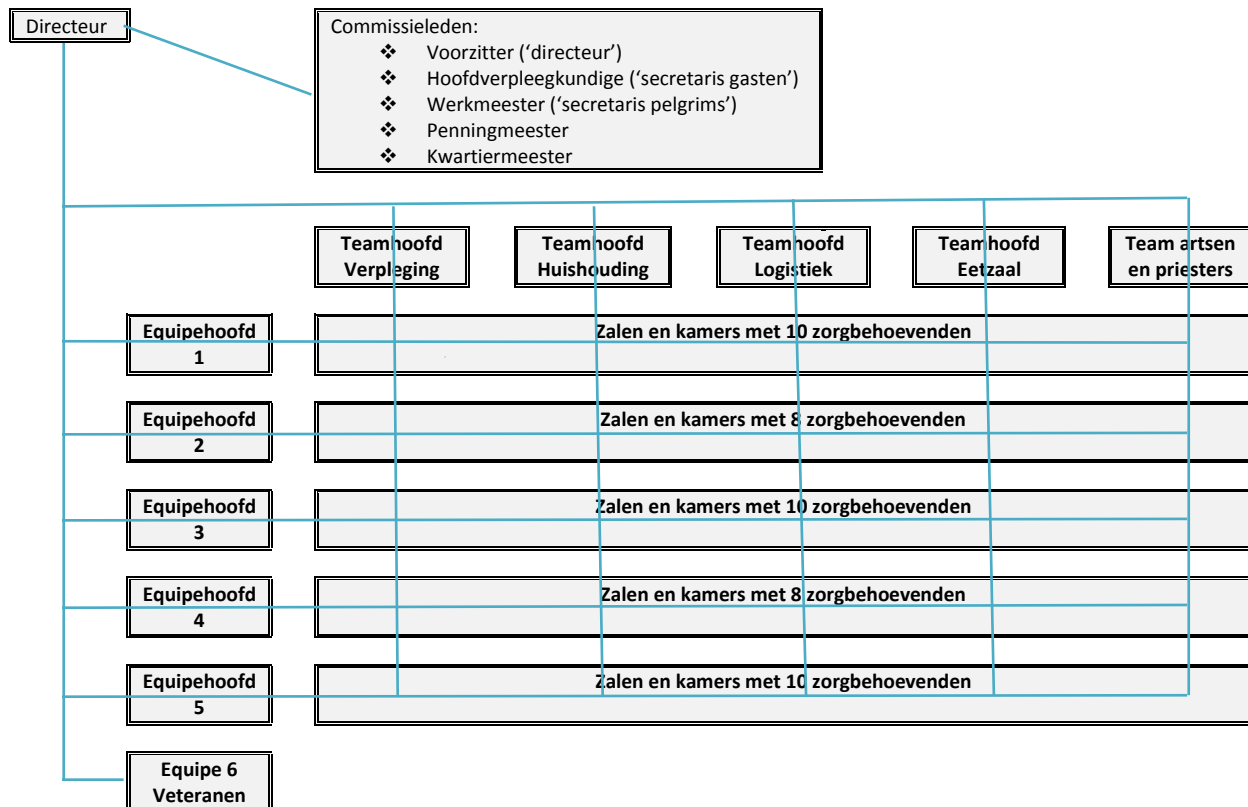 Directeur
Commissieleden:
❖ Voorzitter (‘directeur’)
❖ Hoofdverpleegkundige (‘secretaris gasten’)
❖ Werkmeester (‘secretaris pelgrims’)
❖ Penningmeester
❖ Kwartiermeester
Teamhoofd
Verpleging
Teamhoofd
Huishouding
Teamhoofd
Logistiek
Teamhoofd
Eetzaal
Team artsen
en priesters
Equipehoofd
1
Zalen en kamers met 10 zorgbehoevenden
Equipehoofd
2
Zalen en kamers met 8 zorgbehoevenden
Equipehoofd
3
Zalen en kamers met 10 zorgbehoevenden
Equipehoofd
4
Zalen en kamers met 8 zorgbehoevenden
Equipehoofd
5
Zalen en kamers met 10 zorgbehoevenden
Equipe 6
Veteranen